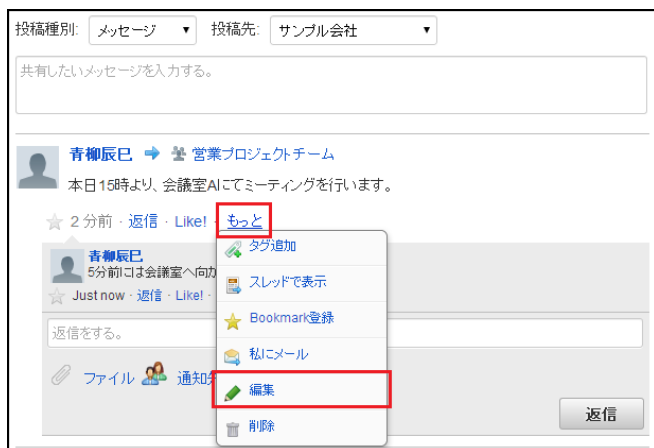 投稿種別: メッセージ 投稿先: サンプル会社
共有したいメッセージを入力する。
青柳辰巳 営業プロジェクトチーム
本日15時より、会議室AIにてミーティングを行います。
2 分前 · 返信 · Like! · もっと
タグ追加
スレッドで表示
Bookmark登録
私にメール
編集
削除
青柳辰巳
5分前には会議室へ向か
Just now · 返信 · Like! ·
返信をする。
ファイル 通知
返信